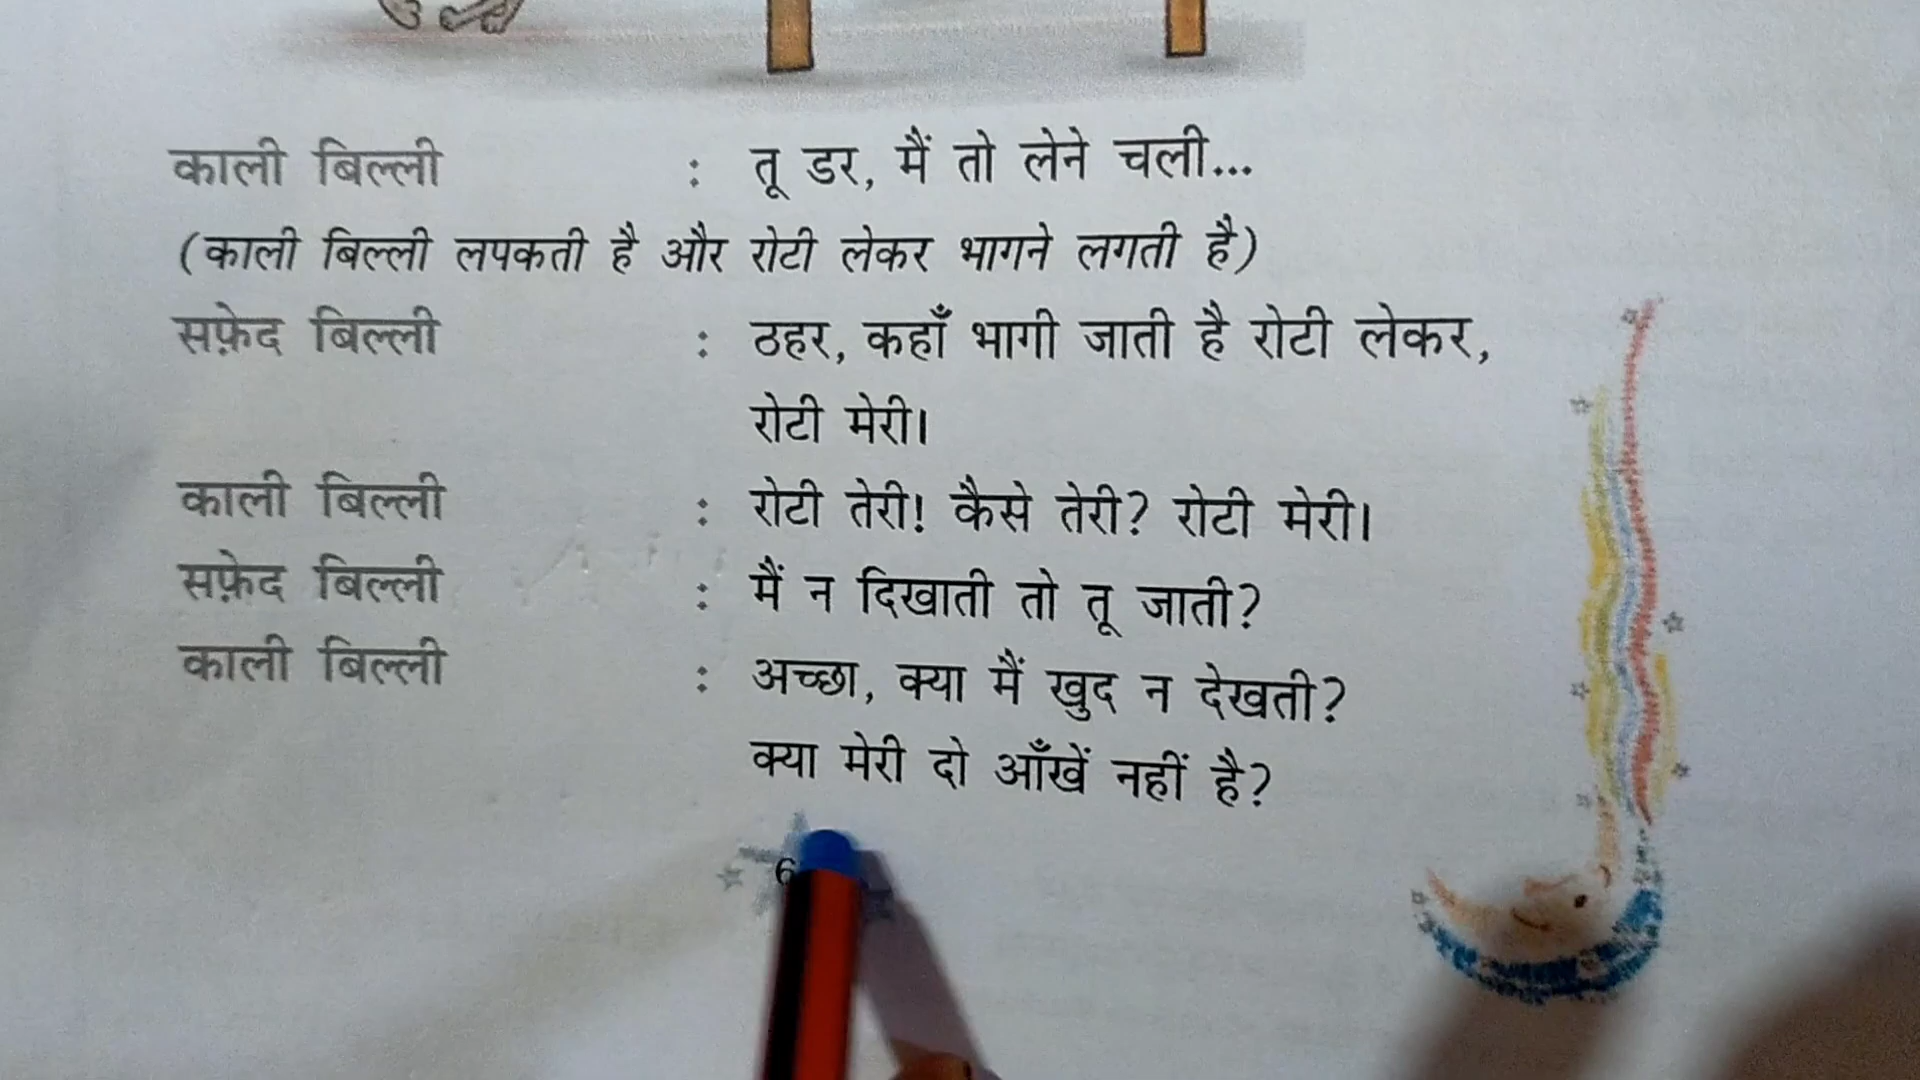 काली बिल्ली : तू डर, मैं तो लेने चली...
(काली बिल्ली लपकती है और रोटी लेकर भागने लगती है)
सफ़ेद बिल्ली : ठहर, कहाँ भागी जाती है रोटी लेकर,
रोटी मेरी।
काली बिल्ली : रोटी तेरी! कैसे तेरी? रोटी मेरी।
सफ़ेद बिल्ली : मैं न दिखाती तो तू जाती?
काली बिल्ली : अच्छा, क्या मैं खुद न देखती?
क्या मेरी दो आँखें नहीं है?
6